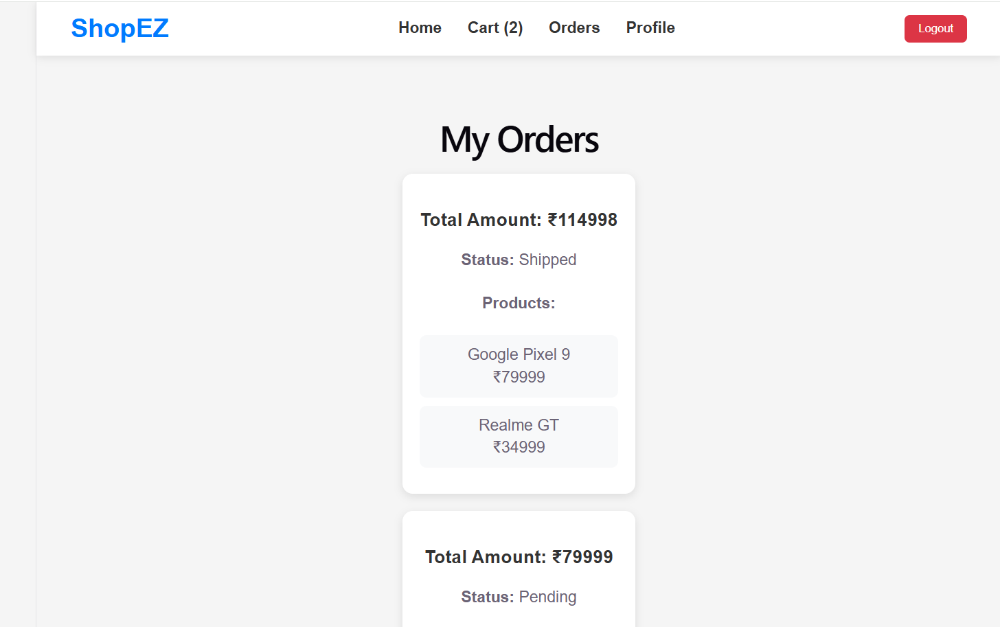 ShopEZ
Home Cart (2) Orders Profile
Logout
My Orders
Total Amount: ₹114998
Status: Shipped
Products:
Google Pixel 9
₹79999
Realme GT
₹34999
Total Amount: ₹79999
Status: Pending